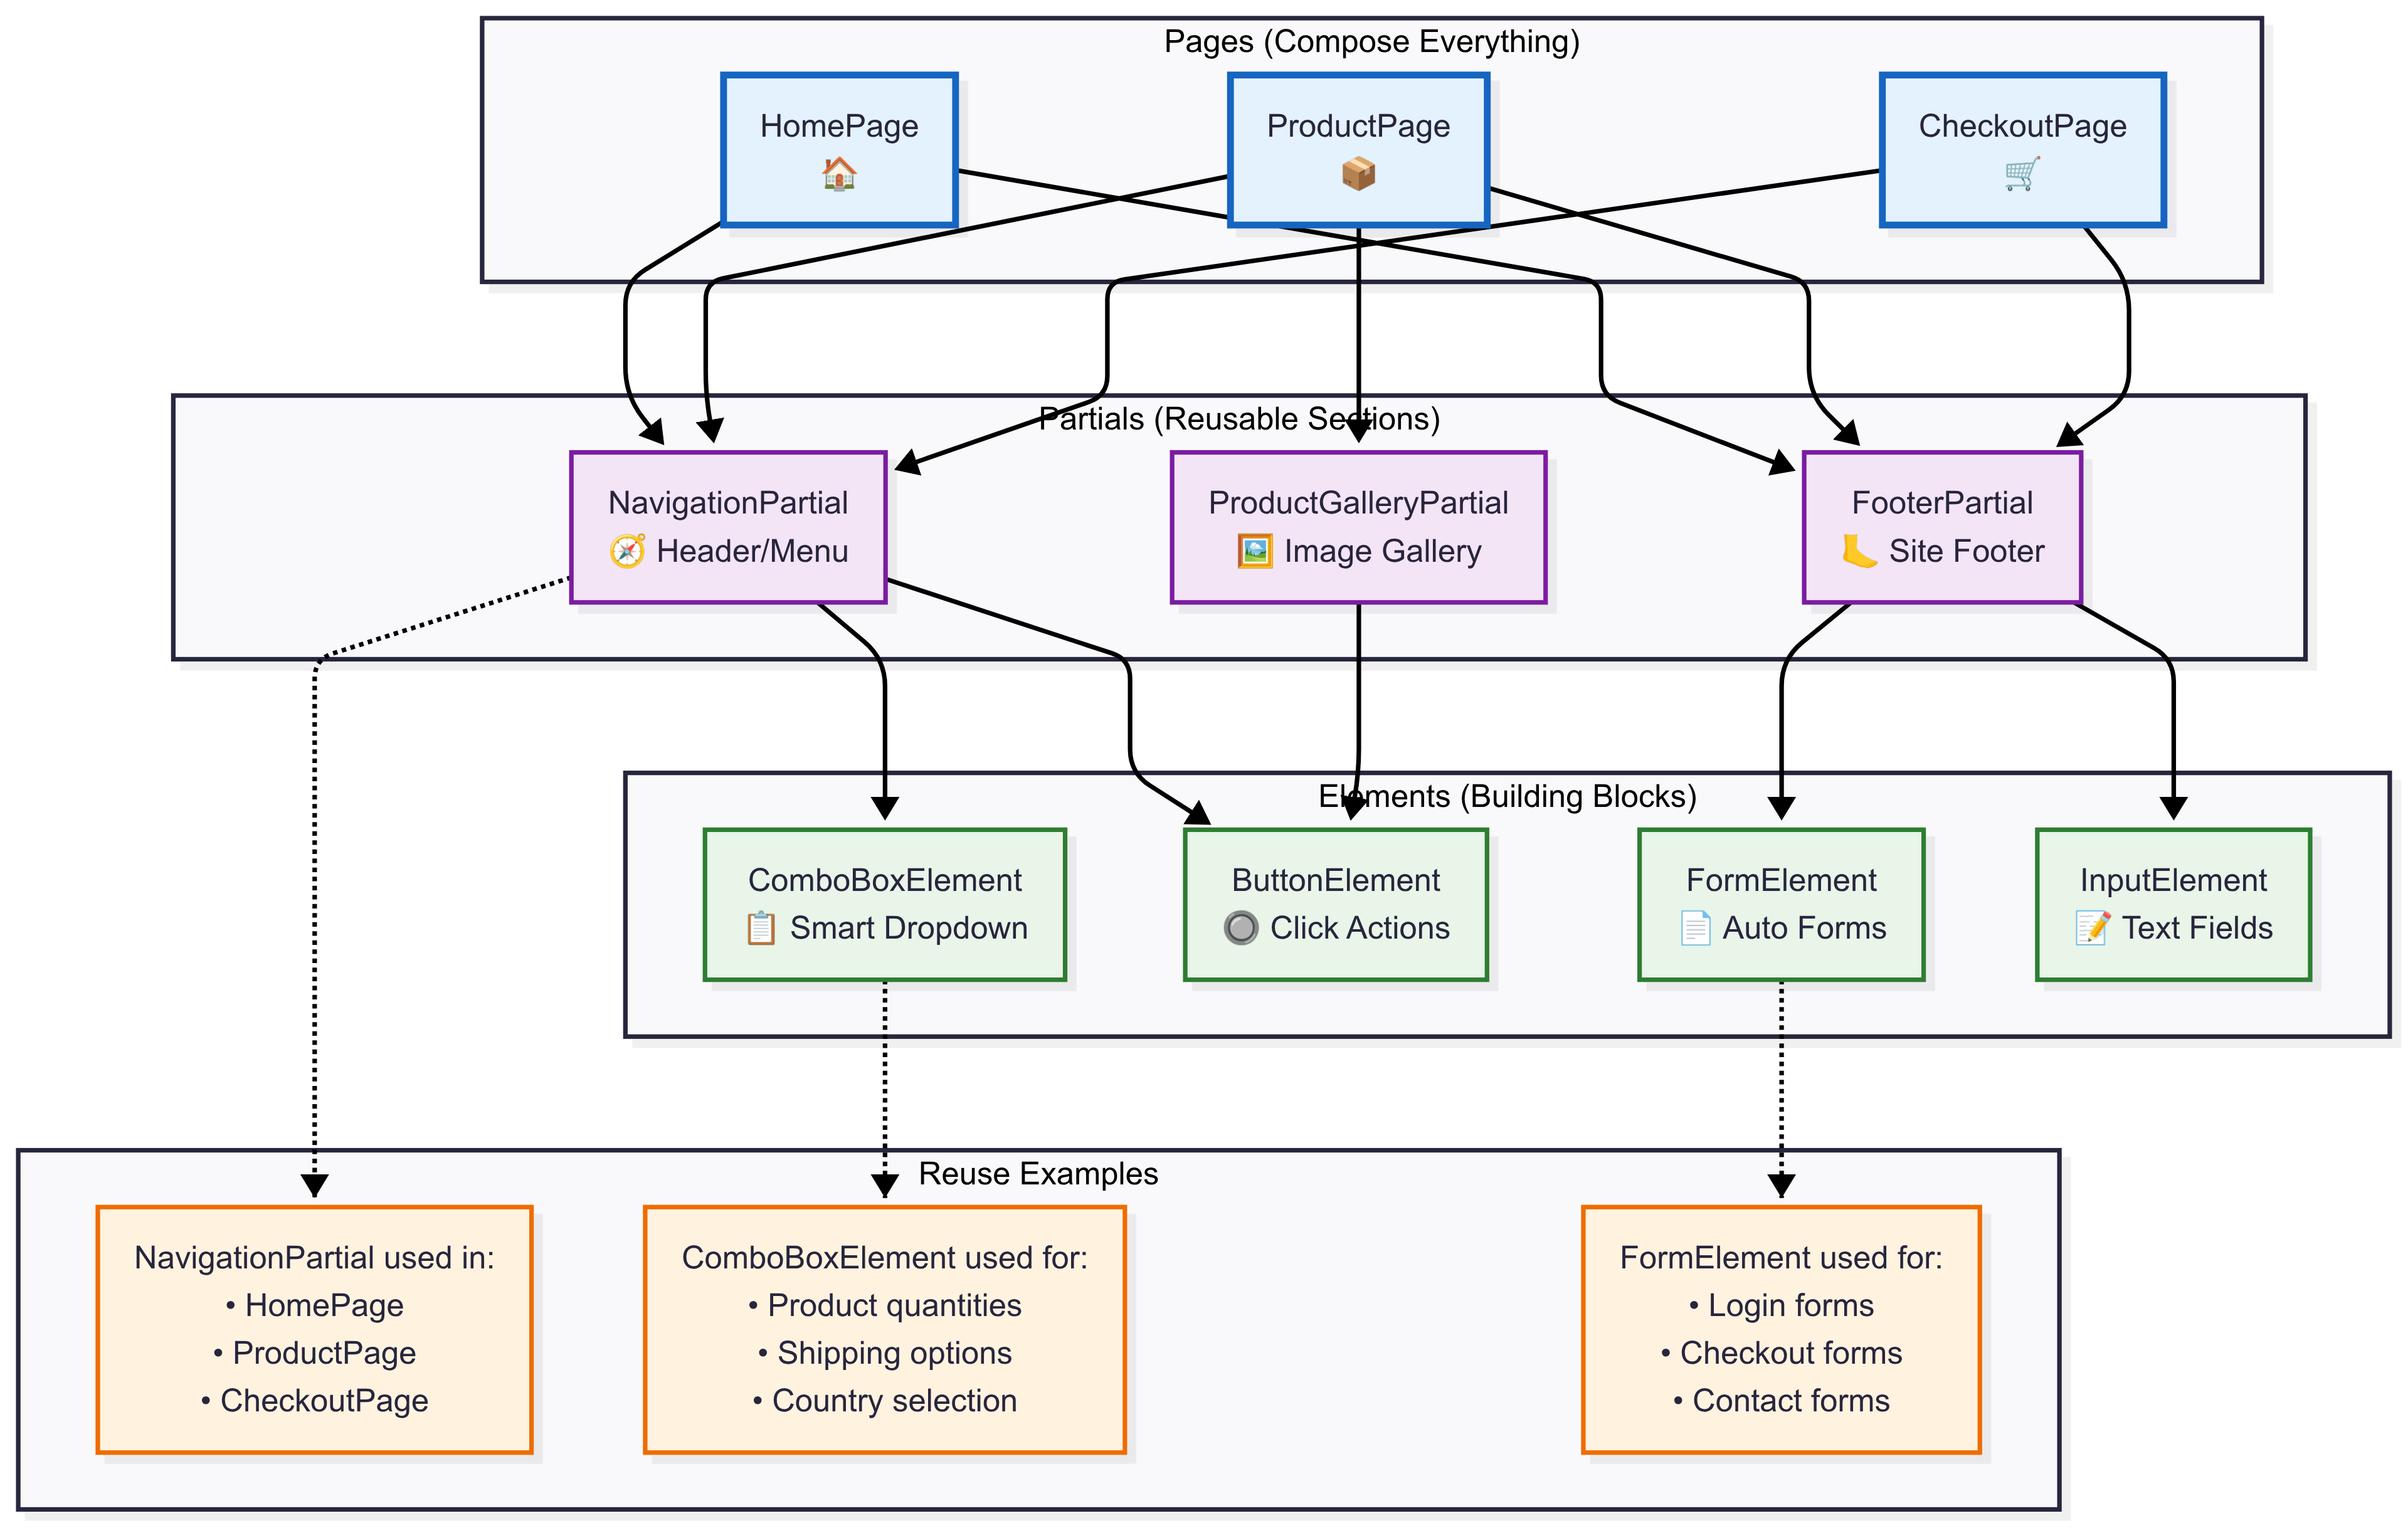 Pages (Compose Everything)
HomePage
🏠
ProductPage
📦
CheckoutPage
🛒
Partials (Reusable Sections)
NavigationPartial
🧭 Header/Menu
ProductGalleryPartial
🖼️ Image Gallery
FooterPartial
🦶 Site Footer
Elements (Building Blocks)
ComboBoxElement
📋 Smart Dropdown
ButtonElement
🔘 Click Actions
FormElement
📄 Auto Forms
InputElement
📝 Text Fields
Reuse Examples
NavigationPartial used in:
• HomePage
• ProductPage
• CheckoutPage
ComboBoxElement used for:
• Product quantities
• Shipping options
• Country selection
FormElement used for:
• Login forms
• Checkout forms
• Contact forms